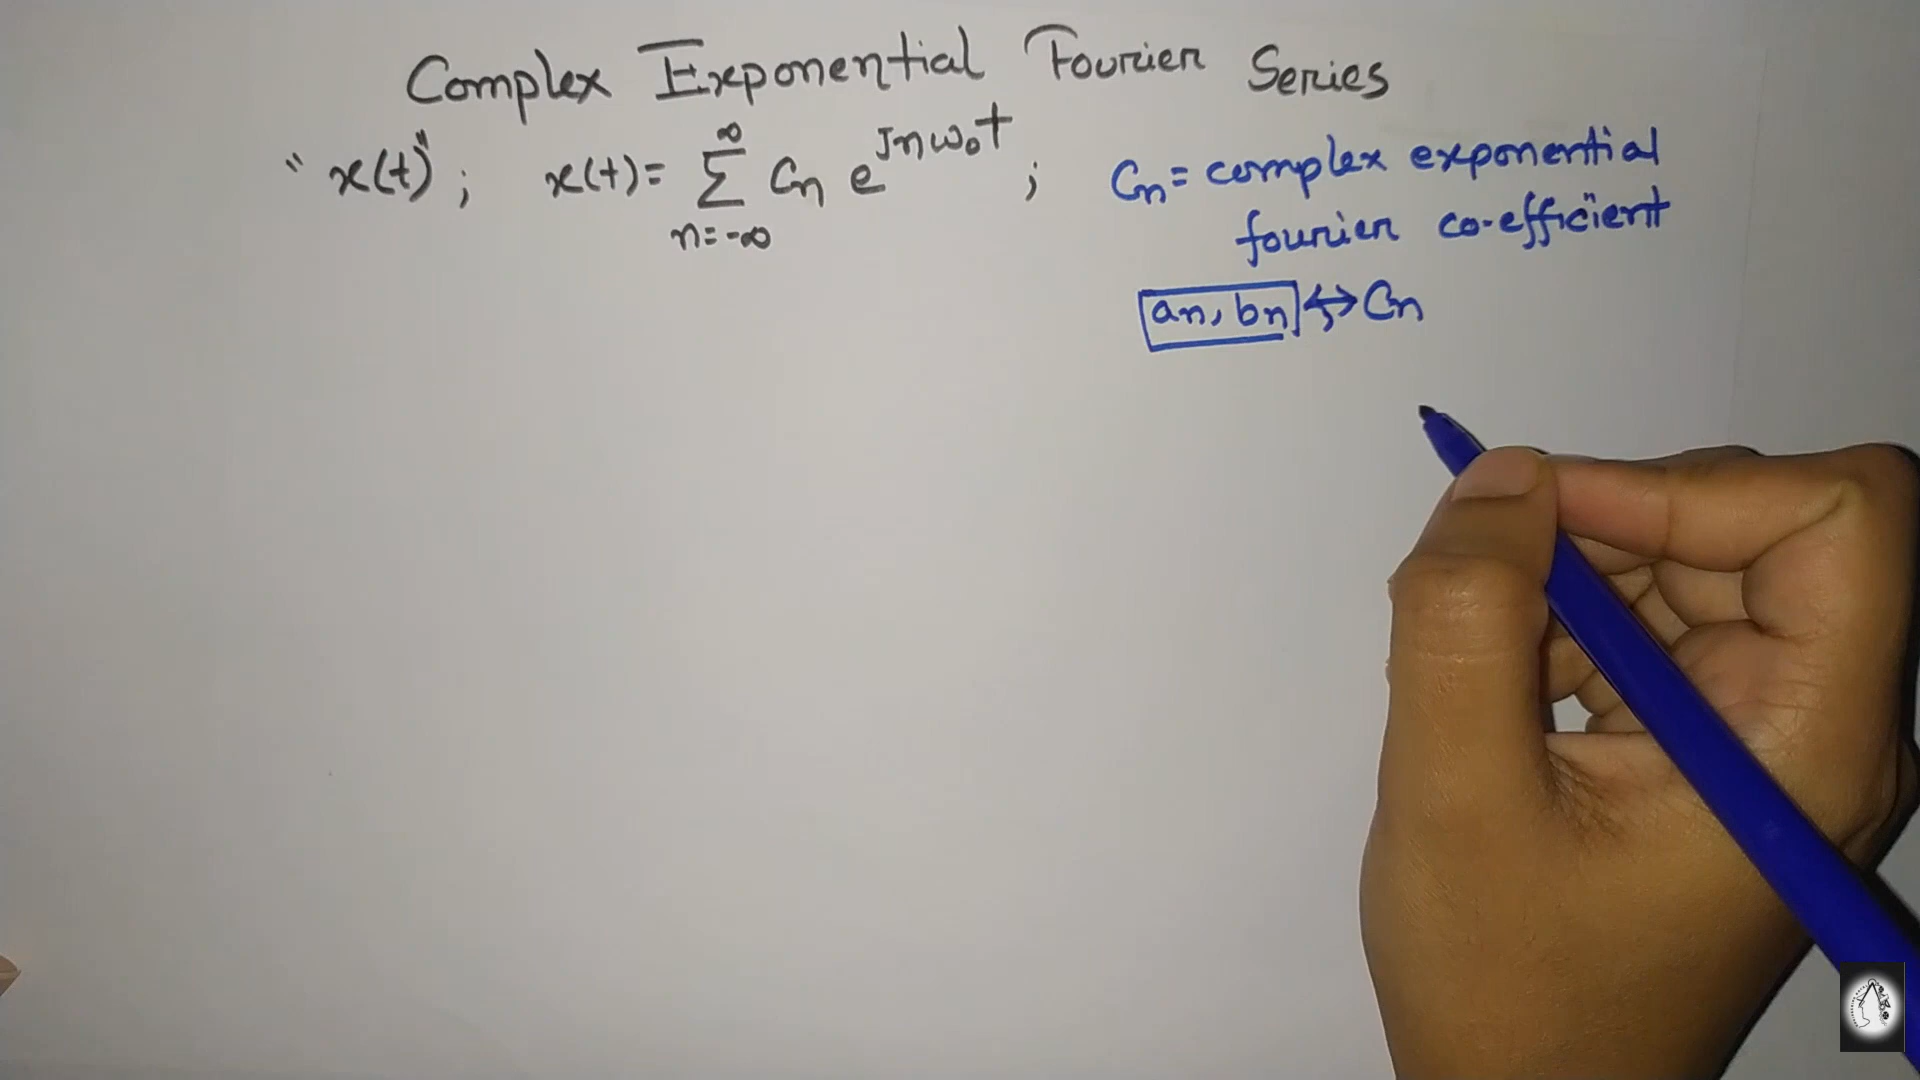 Complex Exponential Fourier Series
"x(t)"; x(t) = ∞ Σ n=-∞ Cn e^Jnω₀t ; Cn = complex exponential
fourier co-efficient
an, bn ↔ Cn